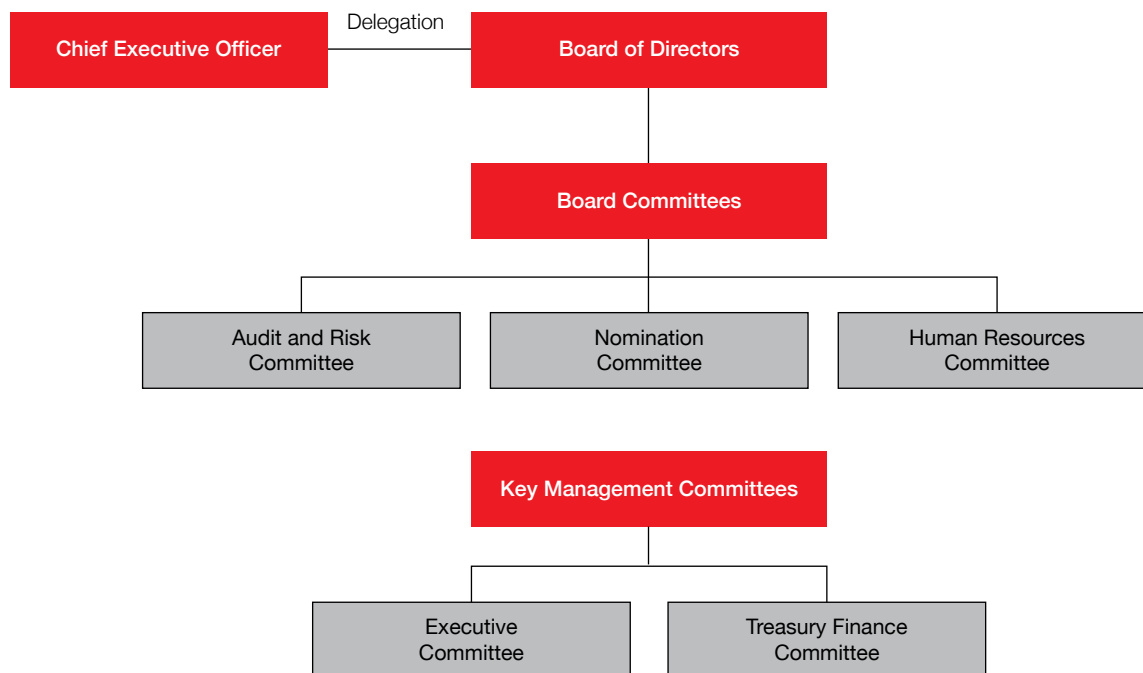 Delegation
Chief Executive Officer
Board of Directors
Board Committees
Audit and Risk
Committee
Nomination
Committee
Human Resources
Committee
Key Management Committees
Executive
Committee
Treasury Finance
Committee